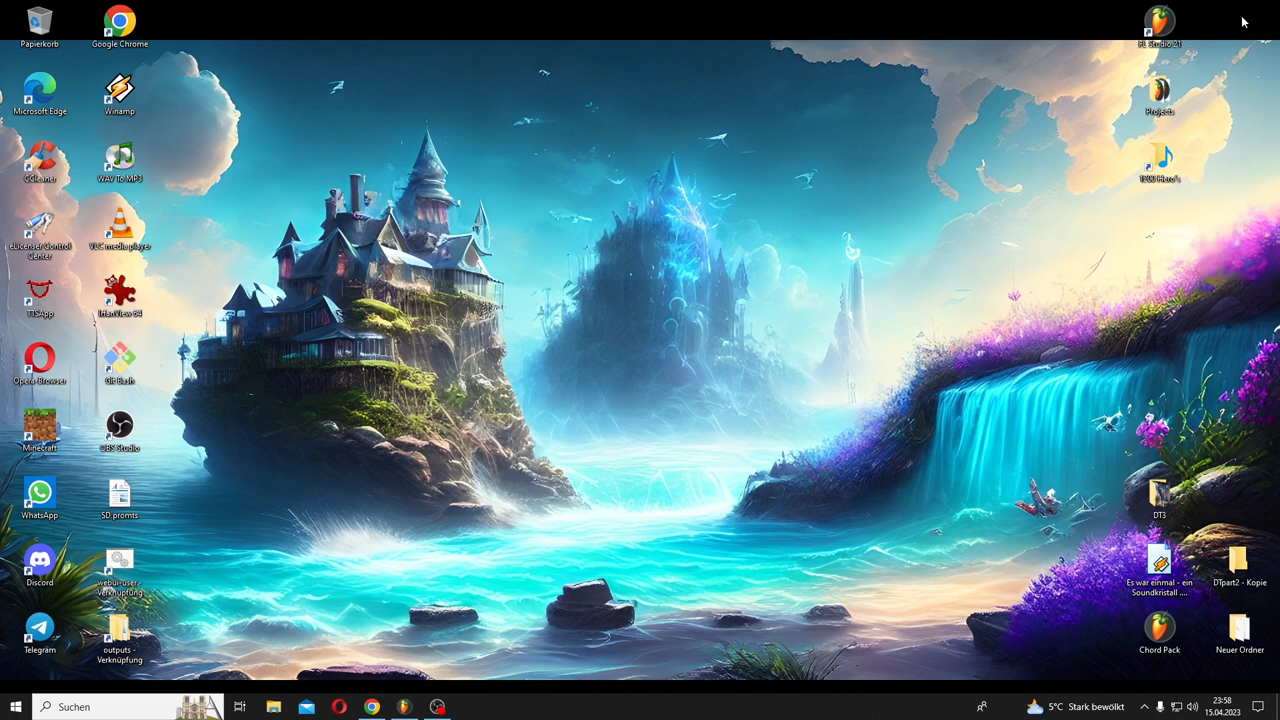 Papierkorb
Google Chrome
FL Studio 21
Microsoft Edge
Winamp
Projects
CCleaner
WAV To MP3
1200 Hero's
eLicenser Control
Center
VLC media player
TTSApp
IrfanView 64
Opera-Browser
Git Bash
Minecraft
OBS Studio
WhatsApp
SD promts
DT3
Discord
webui-user -
Verknüpfung
Es war einmal - ein
Soundkristall ....
DTpart2 - Kopie
Telegram
outputs -
Verknüpfung
Chord Pack
Neuer Ordner
Suchen
5°C Stark bewölkt
23:58
15.04.2023